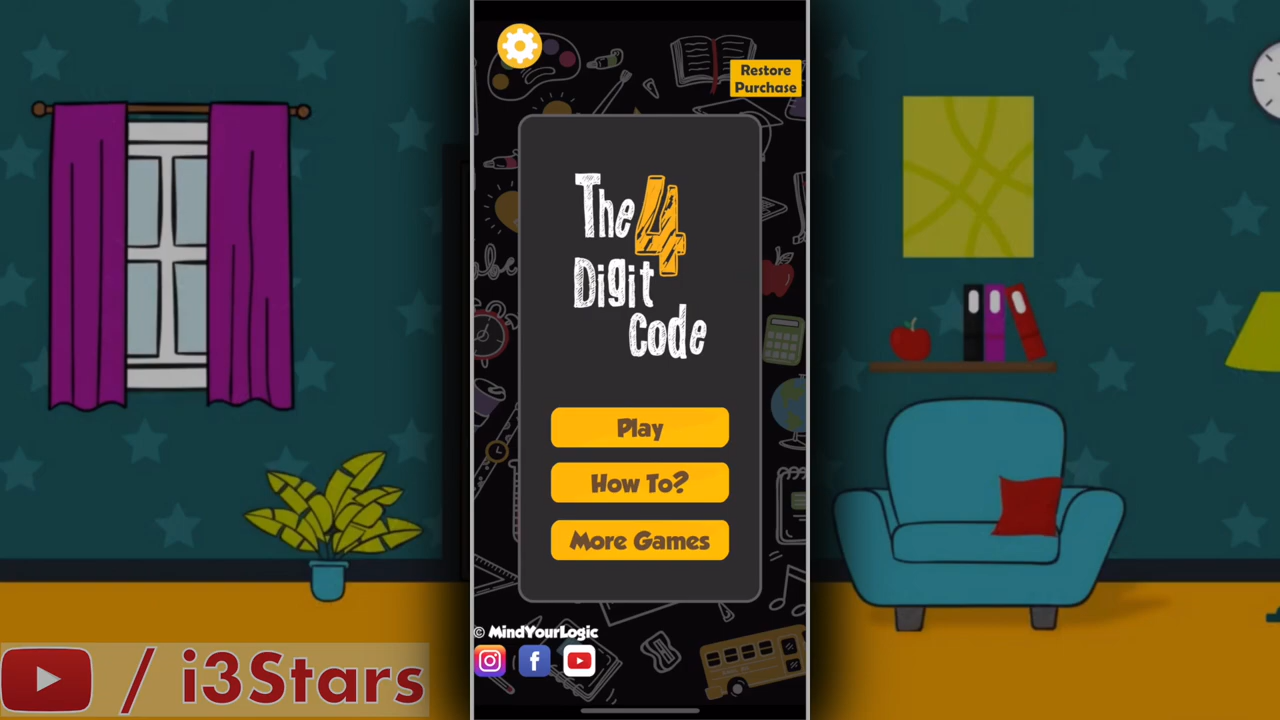 Restore
Purchase
The 4
Digit
Code
Play
How To?
More Games
© MindYourLogic
/ i3Stars